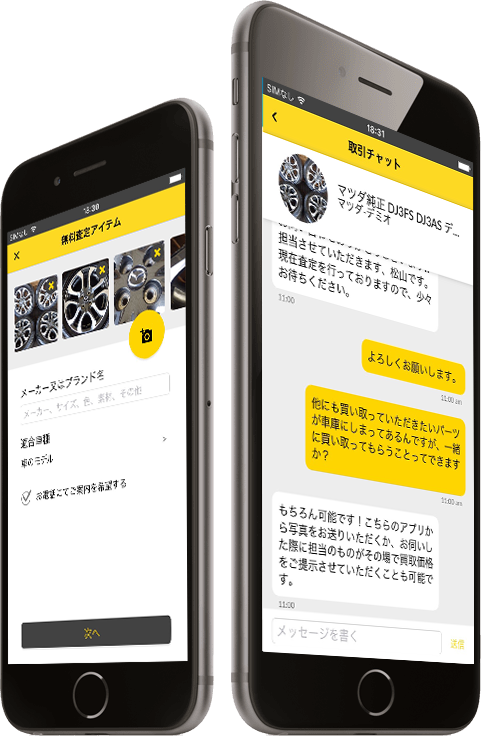 SIMなし
18:30
無料査定アイテム
メーカー又はブランド名
メーカー、サイズ、色、素材、その他
適合車種
車のモデル
お電話にてご案内を希望する
次へ
SIMなし
18:31
取引チャット
マツダ純正 DJ3FS DJ3AS デ...
マツダ・デミオ
担当させていただきます、松山です。
現在査定を行っておりますので、少々
お待ちください。
11:00
よろしくお願いします。
11:00 am
他にも買い取っていただきたいパーツ
が車庫にしまってあるんですが、一緒
に買い取ってもらうことってできます
か？
11:00 am
もちろん可能です！こちらのアプリか
ら写真をお送りいただくか、お伺いし
た際に担当のものがその場で買取価格
をご提示させていただくことも可能で
す。
11:00
メッセージを書く
送信